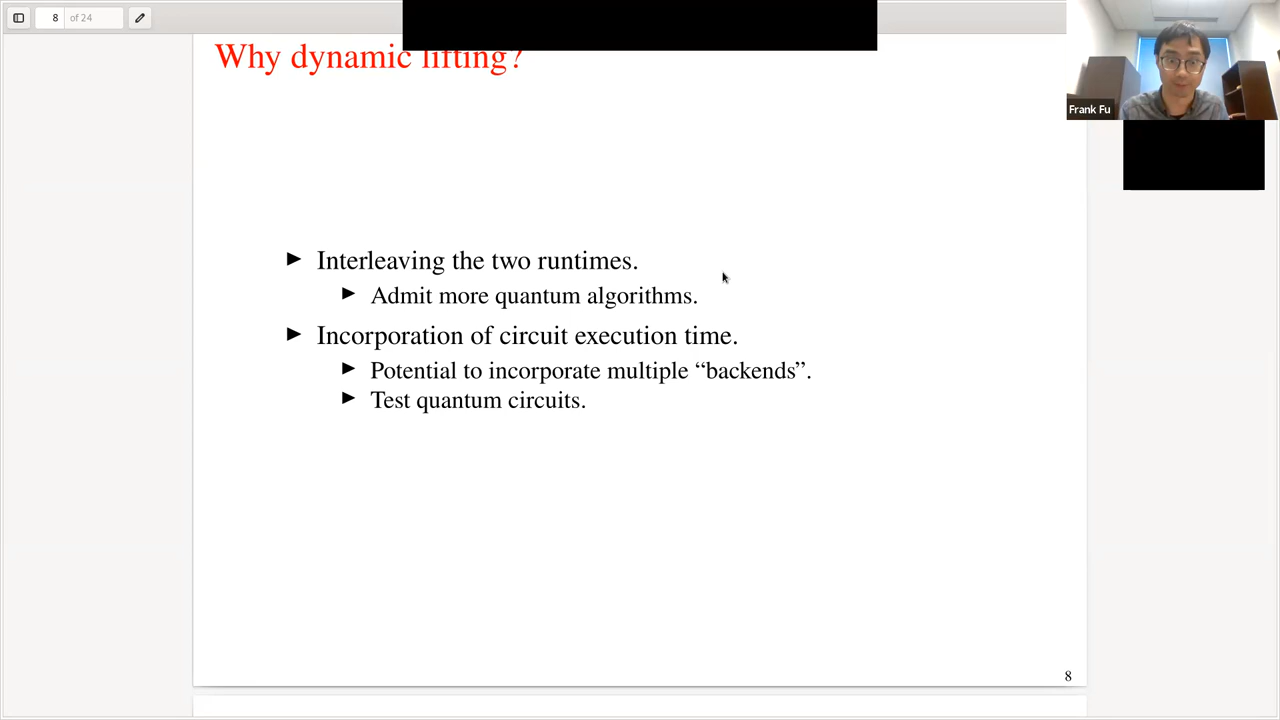 8 of 24
Why dynamic lifting?
Frank Fu
► Interleaving the two runtimes.
► Admit more quantum algorithms.
► Incorporation of circuit execution time.
► Potential to incorporate multiple “backends”.
► Test quantum circuits.
8